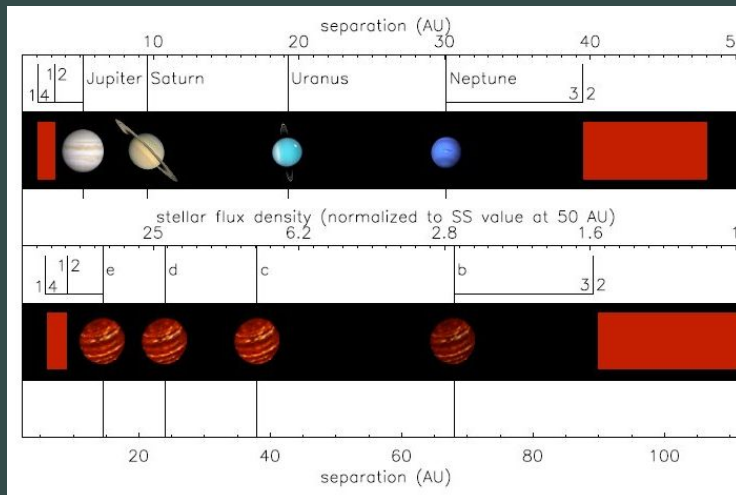 separation (AU)
10 20 30 40 50
1|2 Jupiter Saturn Uranus Neptune
1|4 3|2
stellar flux density (normalized to SS value at 50 AU)
25 6.2 2.8 1.6 1
1|2 e d c b
1|4 3|2
20 40 60 80 100
separation (AU)